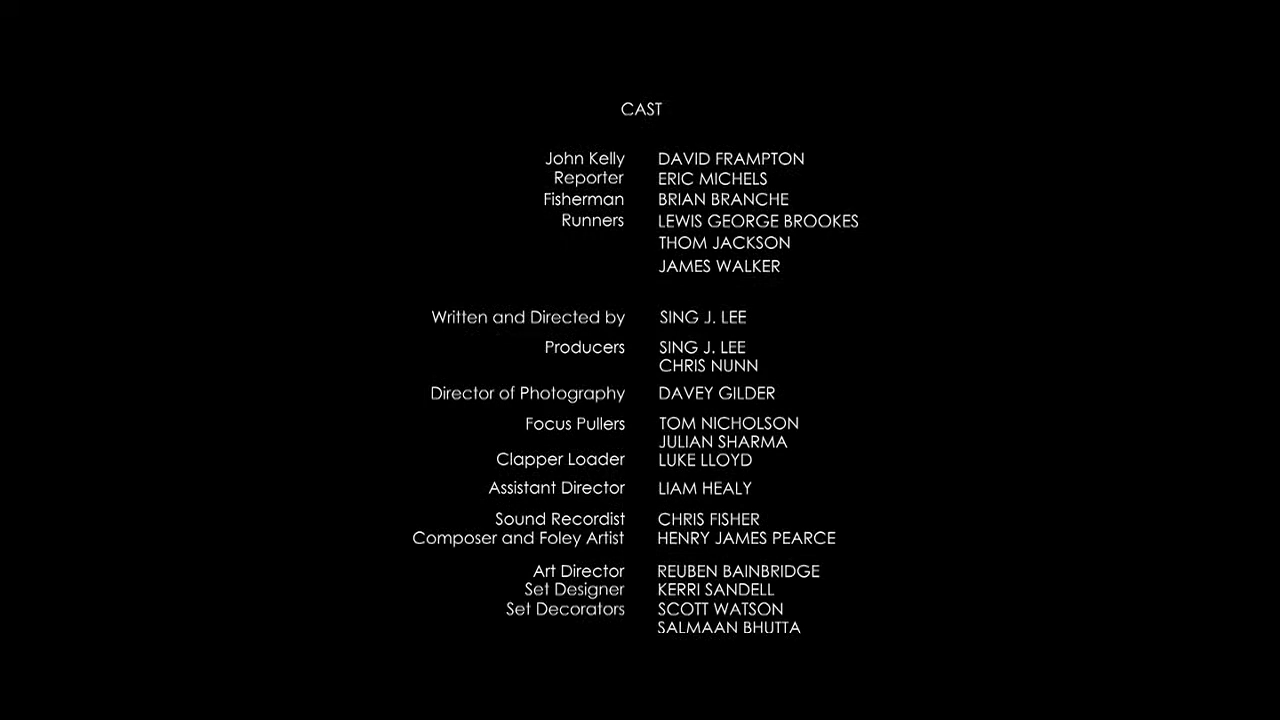 CAST
John Kelly DAVID FRAMPTON
Reporter ERIC MICHELS
Fisherman BRIAN BRANCHE
Runners LEWIS GEORGE BROOKES
THOM JACKSON
JAMES WALKER
Written and Directed by SING J. LEE
Producers SING J. LEE
CHRIS NUNN
Director of Photography DAVEY GILDER
Focus Pullers TOM NICHOLSON
JULIAN SHARMA
Clapper Loader LUKE LLOYD
Assistant Director LIAM HEALY
Sound Recordist CHRIS FISHER
Composer and Foley Artist HENRY JAMES PEARCE
Art Director REUBEN BAINBRIDGE
Set Designer KERRI SANDELL
Set Decorators SCOTT WATSON
SALMAAN BHUTTA